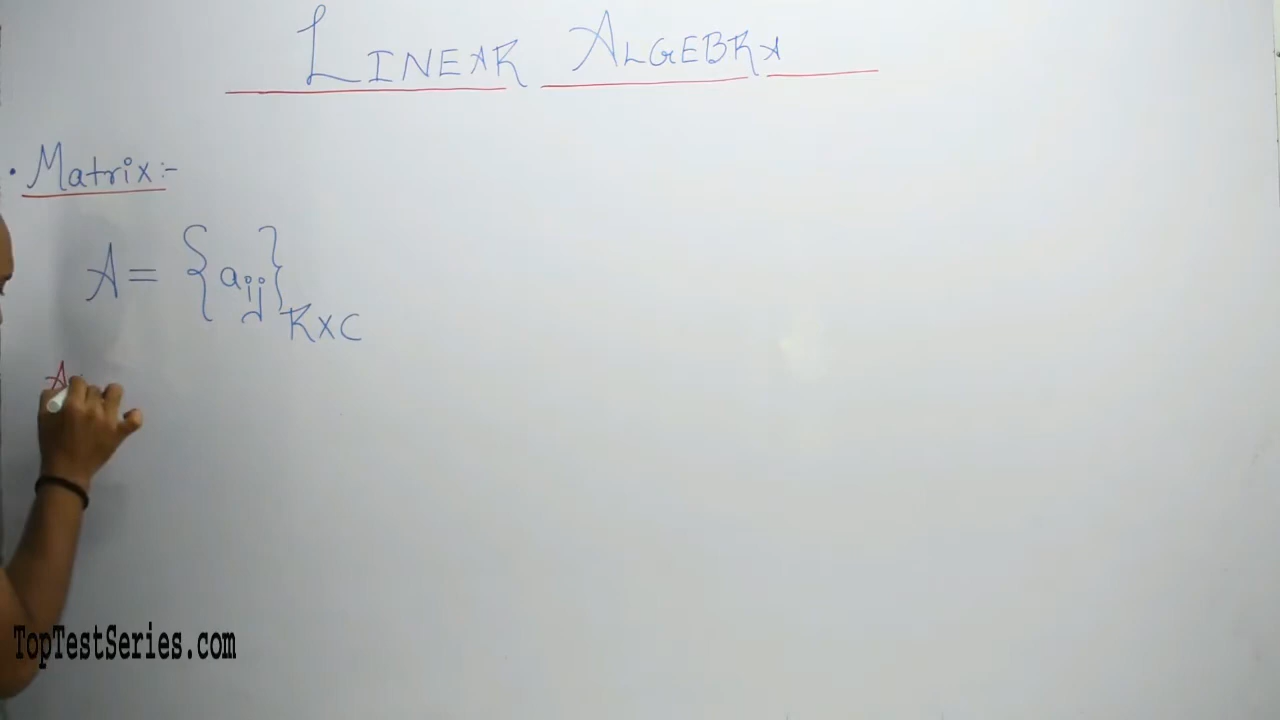 LINEAR ALGEBRA
• Matrix :-
A = {aij}RXC
A
TopTestSeries.com